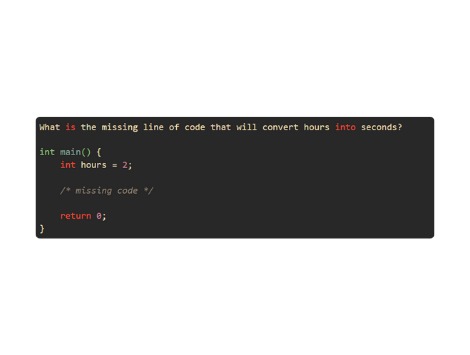 What is the missing line of code that will convert hours into seconds?
int main() {
int hours = 2;
/* missing code */
return 0;
}